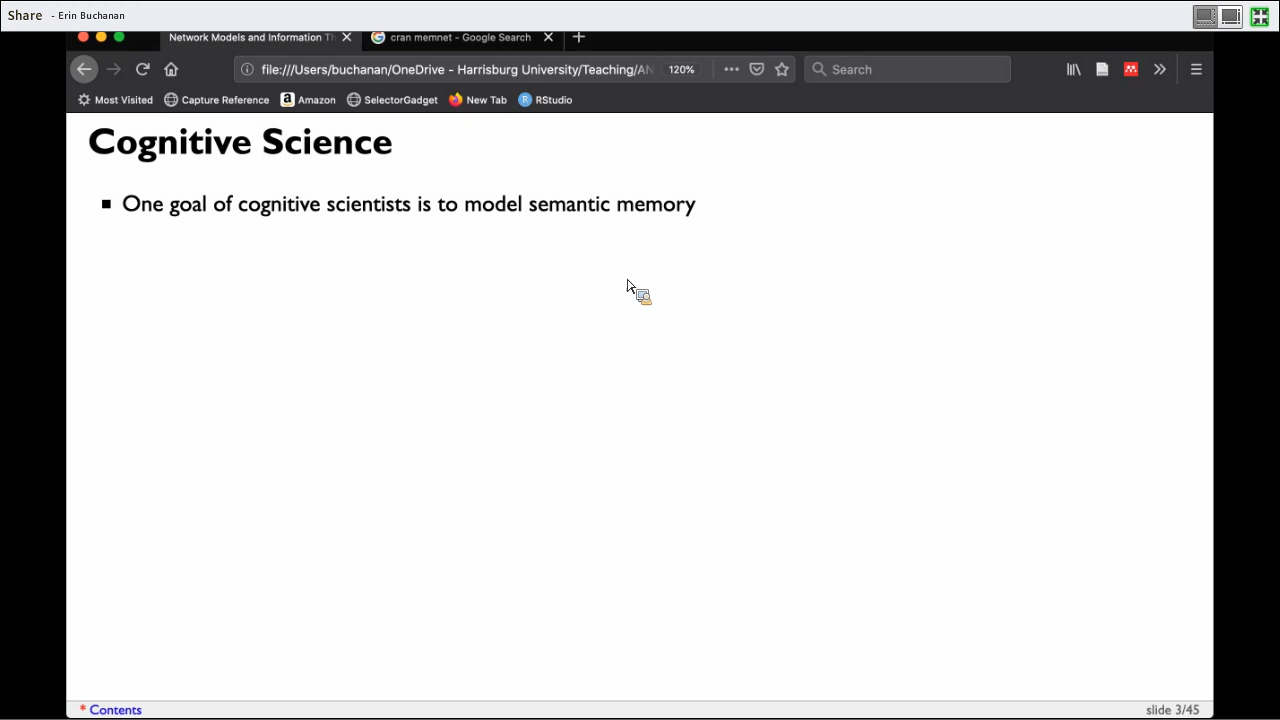 Share - Erin Buchanan
Network Models and Information Th
cran memnet - Google Search
file:///Users/buchanan/OneDrive - Harrisburg University/Teaching/AN
120%
Search
Most Visited
Capture Reference
Amazon
SelectorGadget
New Tab
RStudio
Cognitive Science
One goal of cognitive scientists is to model semantic memory
* Contents
slide 3/45